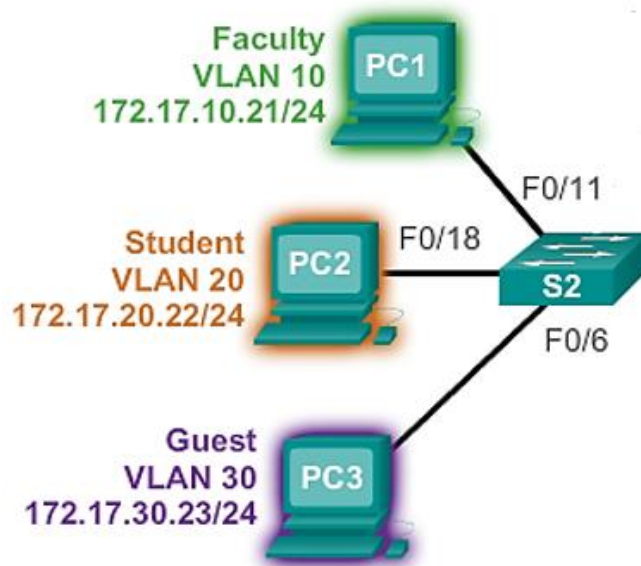 Faculty
VLAN 10
172.17.10.21/24
PC1
F0/11
Student
VLAN 20
172.17.20.22/24
PC2
F0/18
S2
F0/6
Guest
VLAN 30
172.17.30.23/24
PC3